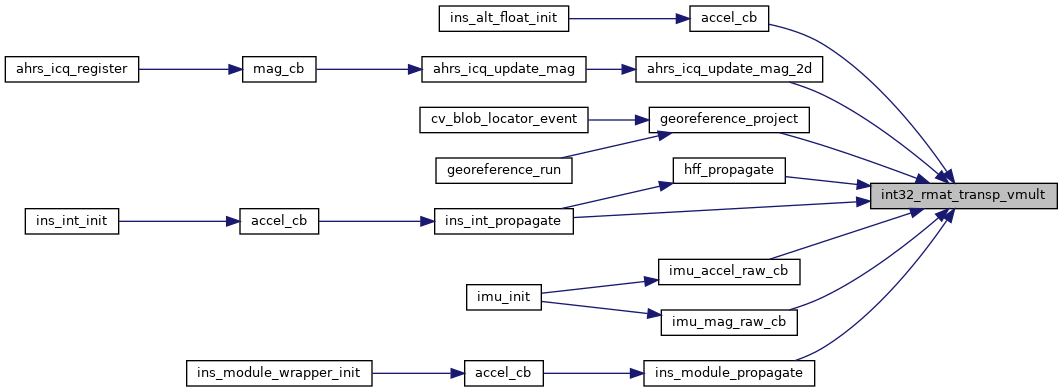 ins_alt_float_init
accel_cb
ahrs_icq_register
mag_cb
ahrs_icq_update_mag
ahrs_icq_update_mag_2d
cv_blob_locator_event
georeference_project
georeference_run
hff_propagate
int32_rmat_transp_vmult
ins_int_init
accel_cb
ins_int_propagate
imu_accel_raw_cb
imu_init
imu_mag_raw_cb
ins_module_wrapper_init
accel_cb
ins_module_propagate